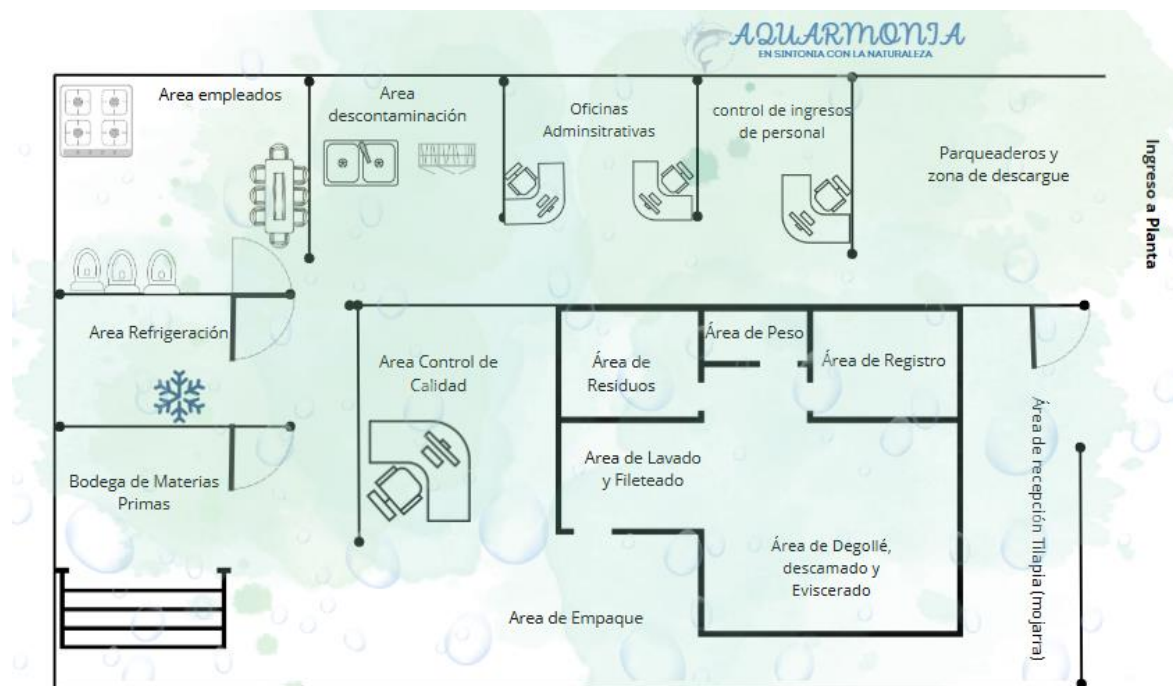 AQUARMONIA
EN SINTONIA CON LA NATURALEZA
Area empleados
Area
descontaminación
Oficinas
Adminsitrativas
control de ingresos
de personal
Parqueaderos y
zona de descargue
Ingreso a Planta
Area Refrigeración
Area Control de
Calidad
Área de
Resíduos
Área de Peso
Área de Registro
Bodega de Materias
Primas
Area de Lavado
y Fileteado
Área de Degollé,
descamado y
Eviscerado
Area de Empaque
Área de recepción Tilapia (mojarra)